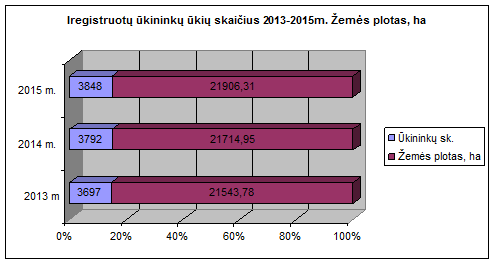 Iregistruotų ūkininkų ūkių skaičius 2013-2015m. Žemės plotas, ha
2015 m.
3848
21906,31
2014 m.
3792
21714,95
2013 m
3697
21543,78
0%
20%
40%
60%
80%
100%
Ūkininkų sk.
Žemės plotas, ha